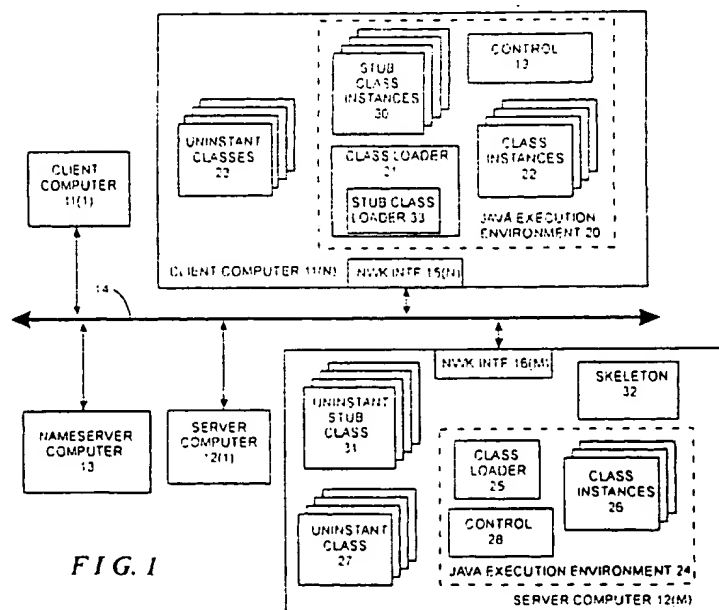 STUB
CLASS
INSTANCES
30
CONTROL
13
UNINSTANT
CLASSES
23
CLASS LOADER
21
STUB CLASS
LOADER 33
CLASS
INSTANCES
22
JAVA EXECUTION
ENVIRONMENT 20
CLIENT
COMPUTER
11(1)
CLIENT COMPUTER 11(N)
NWK INTF 15(N)
14
NWK INTF 16(M)
UNINSTANT
STUB
CLASS
31
SKELETON
32
NAMESERVER
COMPUTER
13
SERVER
COMPUTER
12(1)
CLASS
LOADER
25
CLASS
INSTANCES
26
UNINSTANT
CLASS
27
CONTROL
28
JAVA EXECUTION ENVIRONMENT 24
FIG. 1
SERVER COMPUTER 12(M)